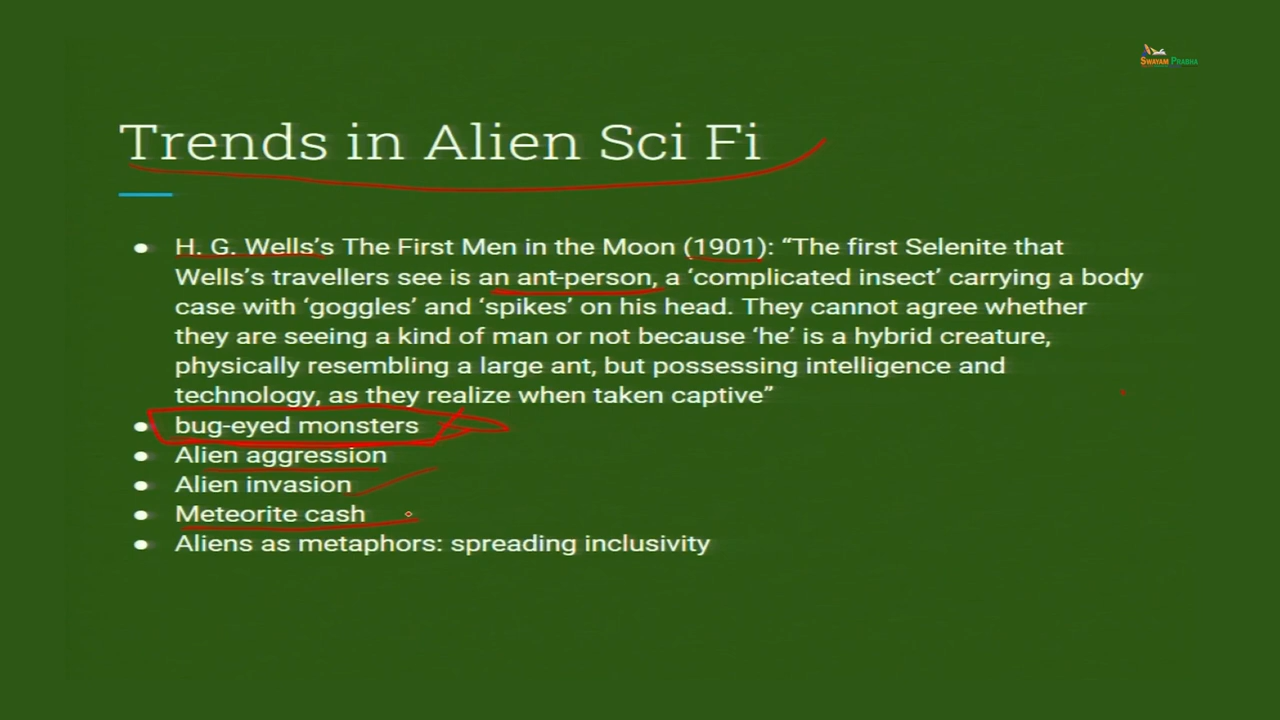 SWAYAM PRABHA
Trends in Alien Sci Fi
● H. G. Wells’s The First Men in the Moon (1901): “The first Selenite that
Wells’s travellers see is an ant-person, a ‘complicated insect’ carrying a body
case with ‘goggles’ and ‘spikes’ on his head. They cannot agree whether
they are seeing a kind of man or not because ‘he’ is a hybrid creature,
physically resembling a large ant, but possessing intelligence and
technology, as they realize when taken captive”
● bug-eyed monsters
● Alien aggression
● Alien invasion
● Meteorite cash
● Aliens as metaphors: spreading inclusivity